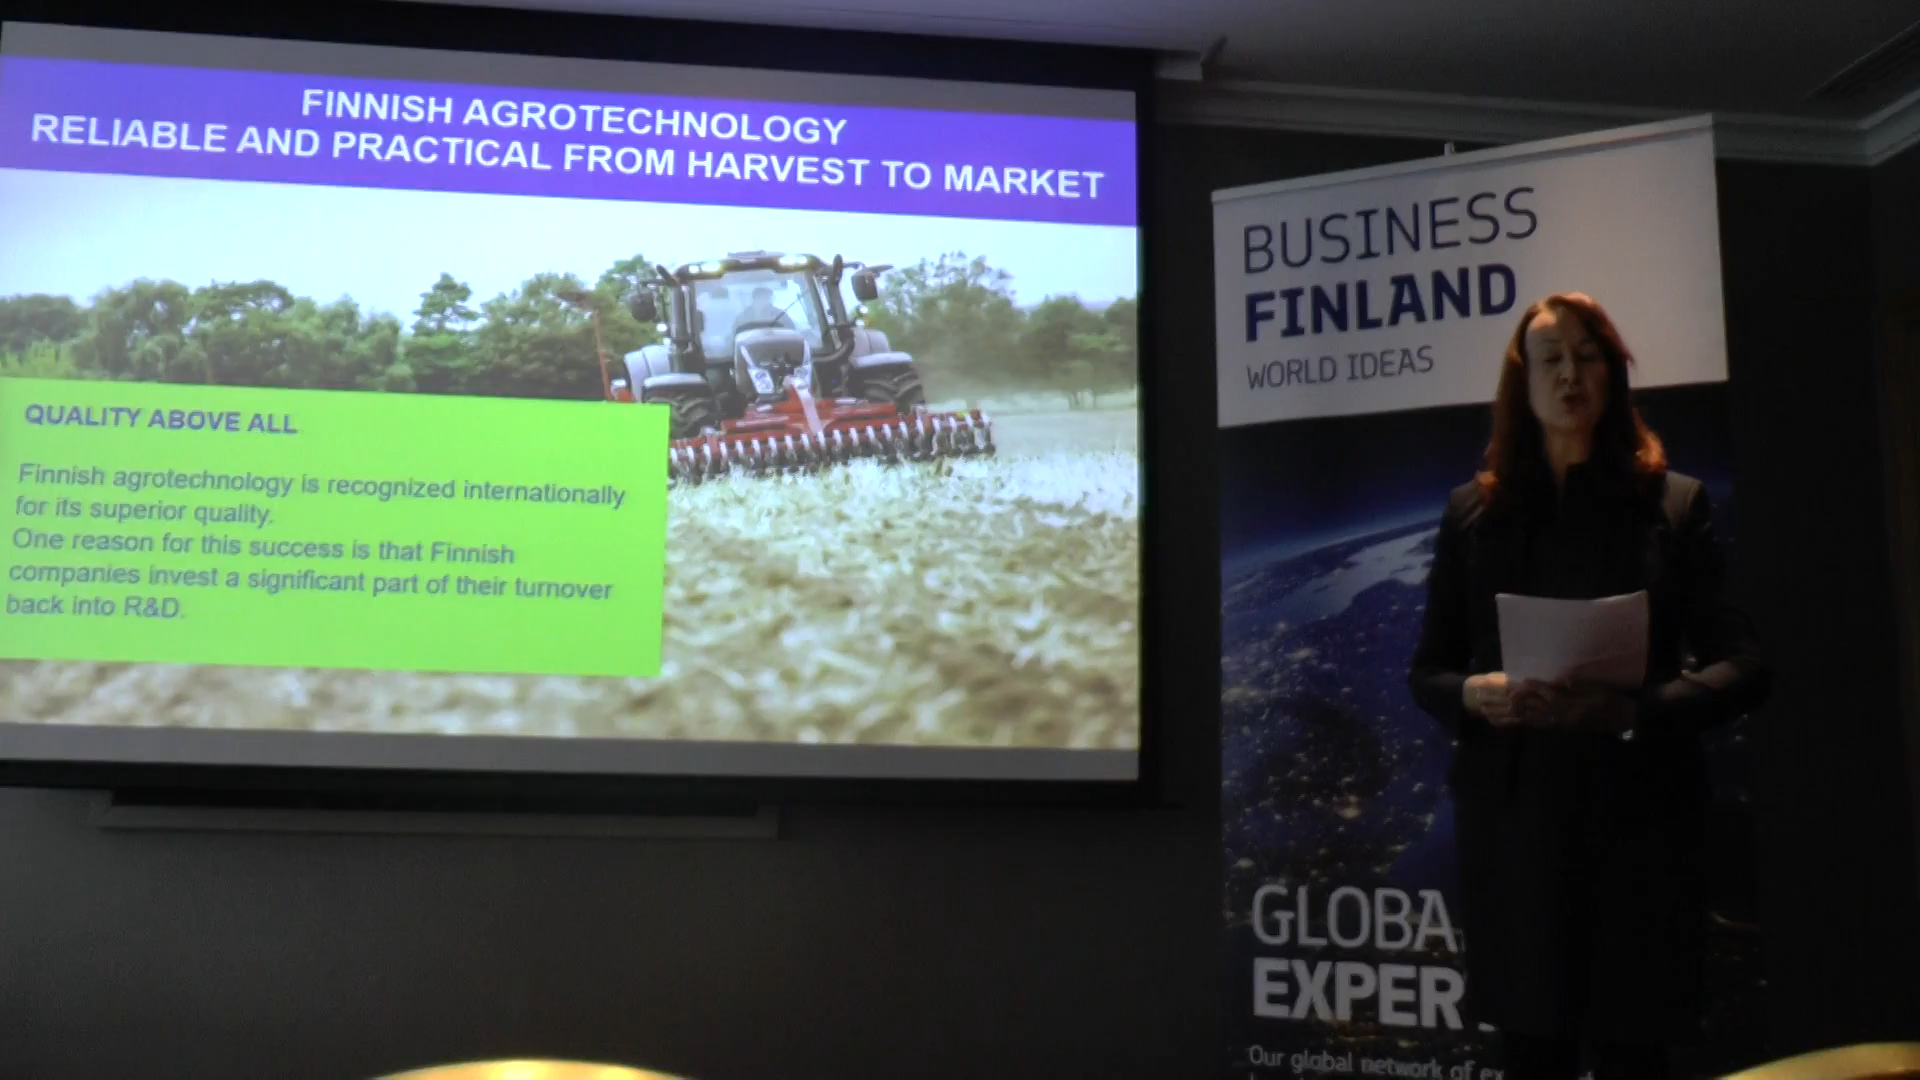 FINNISH AGROTECHNOLOGY
RELIABLE AND PRACTICAL FROM HARVEST TO MARKET
QUALITY ABOVE ALL
Finnish agrotechnology is recognized internationally
for its superior quality.
One reason for this success is that Finnish
companies invest a significant part of their turnover
back into R&D.
BUSINESS
FINLAND
WORLD IDEAS
GLOBA
EXPER
Our global network of ex